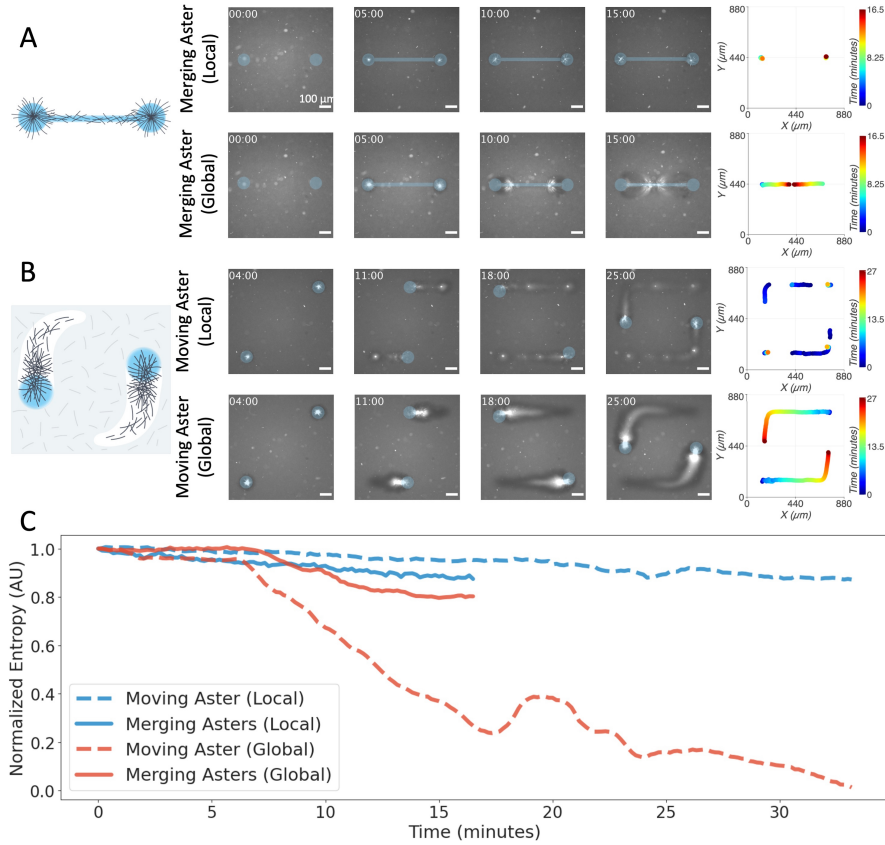 A
Merging Aster
(Local)
00:00
100 μm
05:00
10:00
15:00
880
440
0
Y (μm)
0
440
880
X (μm)
16.5
8.25
0
Time (minutes)
Merging Aster
(Global)
00:00
05:00
10:00
15:00
880
440
0
Y (μm)
0
440
880
X (μm)
16.5
8.25
0
Time (minutes)
B
Moving Aster
(Local)
04:00
11:00
18:00
25:00
880
440
0
Y (μm)
0
440
880
X (μm)
27
13.5
0
Time (minutes)
Moving Aster
(Global)
04:00
11:00
18:00
25:00
880
440
0
Y (μm)
0
440
880
X (μm)
27
13.5
0
Time (minutes)
C
Normalized Entropy (AU)
1.0
0.8
0.6
0.4
0.2
0.0
Moving Aster (Local)
Merging Asters (Local)
Moving Aster (Global)
Merging Asters (Global)
0
5
10
15
20
25
30
Time (minutes)